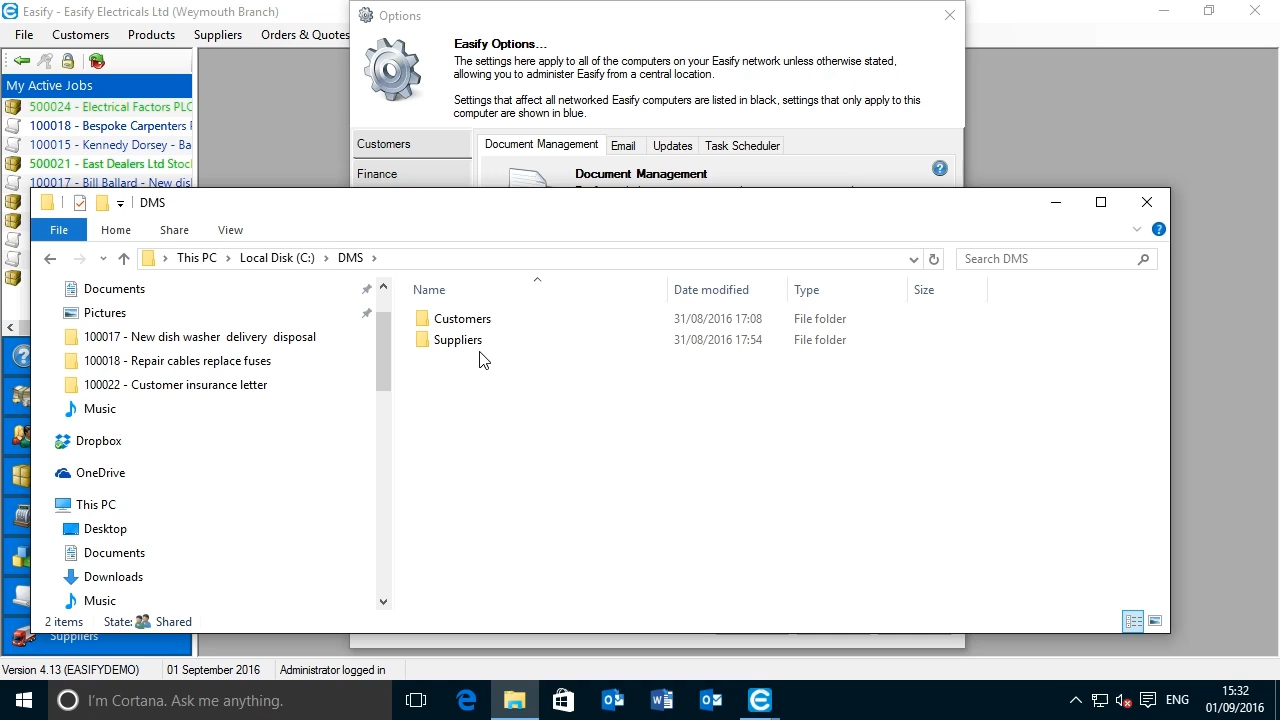 Easify - Easify Electricals Ltd (Weymouth Branch)
File Customers Products Suppliers Orders & Quotes
My Active Jobs
500024 - Electrical Factors PLC
100018 - Bespoke Carpenters
100015 - Kennedy Dorsey - Ba
500021 - East Dealers Ltd Stoc
100017 - Bill Ballard - New dis
Options
Easify Options...
The settings here apply to all of the computers on your Easify network unless otherwise stated,
allowing you to administer Easify from a central location.
Settings that affect all networked Easify computers are listed in black, settings that only apply to this
computer are shown in blue.
Customers
Finance
Document Management Email Updates Task Scheduler
Document Management
DMS
File Home Share View
This PC Local Disk (C:) DMS
Search DMS
Documents
Pictures
100017 - New dish washer delivery disposal
100018 - Repair cables replace fuses
100022 - Customer insurance letter
Music
Dropbox
OneDrive
This PC
Desktop
Documents
Downloads
Music
Name Date modified Type Size
Customers 31/08/2016 17:08 File folder
Suppliers 31/08/2016 17:54 File folder
2 items State: Shared
Suppliers
Version 4.13 (EASIFYDEMO) 01 September 2016 Administrator logged in
I'm Cortana. Ask me anything.
ENG
15:32
01/09/2016